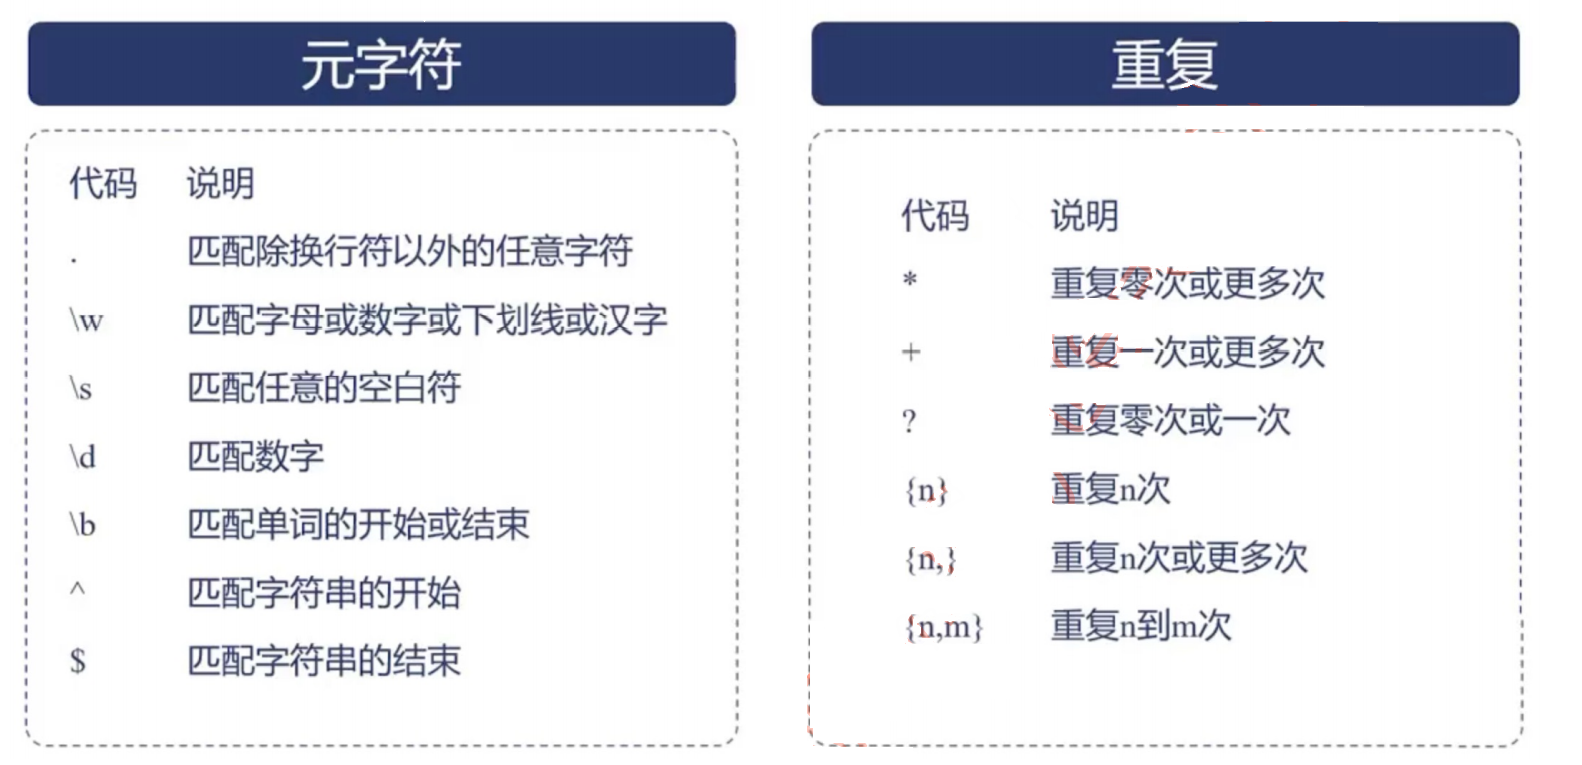 元字符
代码 说明
. 匹配除换行符以外的任意字符
\w 匹配字母或数字或下划线或汉字
\s 匹配任意的空白符
\d 匹配数字
\b 匹配单词的开始或结束
^ 匹配字符串的开始
$ 匹配字符串的结束
重复
代码 说明
* 重复零次或更多次
+ 重复一次或更多次
? 重复零次或一次
{n} 重复n次
{n,} 重复n次或更多次
{n,m} 重复n到m次